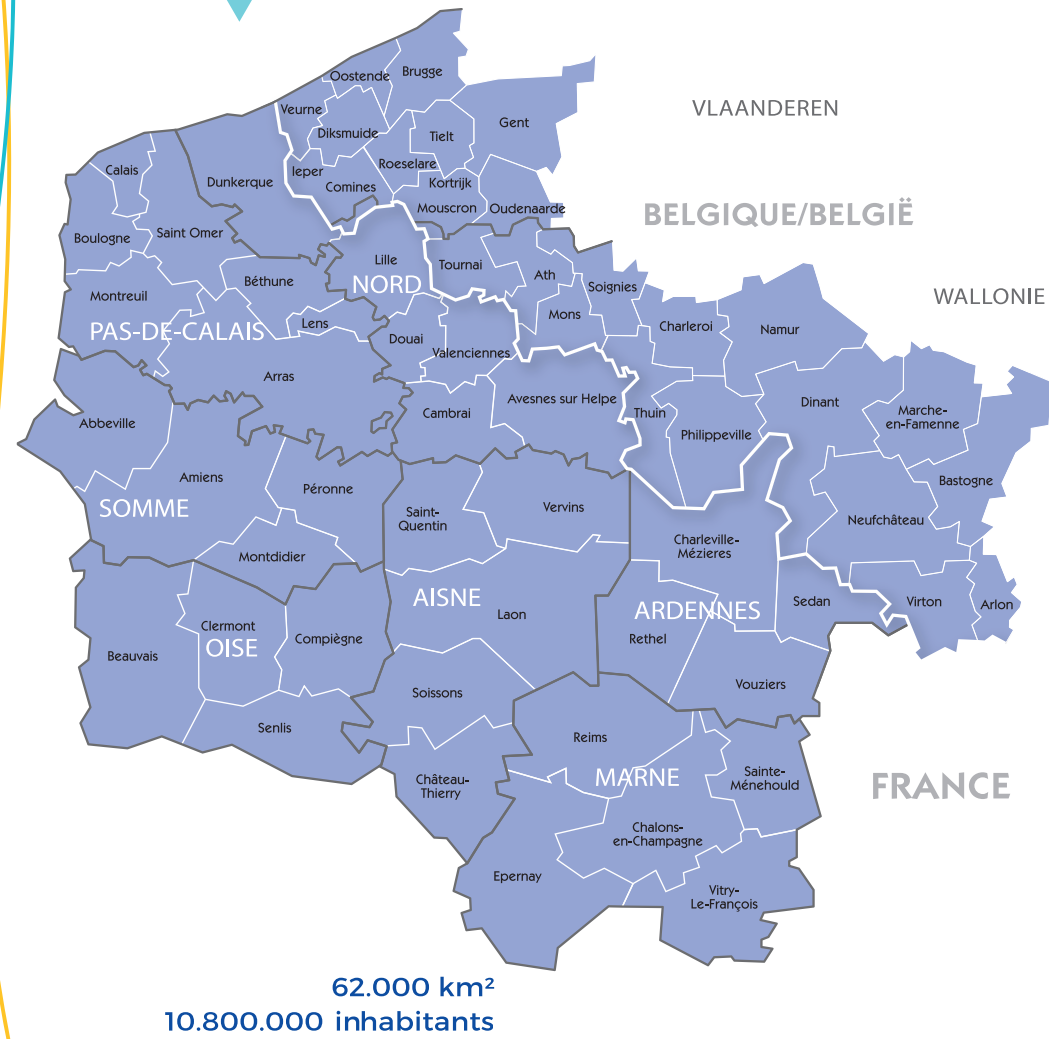 Oostende
Brugge
Veurne
Diksmuide
Tielt
Gent
VLAANDEREN
Calais
Dunkerque
Ieper
Roeselare
Comines
Kortrijk
Mouscron
Oudenaarde
BELGIQUE/BELGIË
Boulogne
Saint Omer
Lille
NORD
Tournai
Ath
Soignies
Béthune
Montreuil
WALLONIE
PAS-DE-CALAIS
Lens
Douai
Valenciennes
Mons
Charleroi
Namur
Arras
Abbeville
Cambrai
Avesnes sur Helpe
Thuin
Philippeville
Dinant
Marche-
en-Famenne
Amiens
Péronne
SOMME
Saint-
Quentin
Vervins
Bastogne
Neufchâteau
Montdidier
Charleville-
Mézieres
AISNE
Laon
ARDENNES
Sedan
Virton
Arlon
Clermont
OISE
Compiègne
Rethel
Beauvais
Soissons
Vouziers
Senlis
Reims
MARNE
Château-
Thierry
Sainte-
Ménehould
FRANCE
Chalons-
en-Champagne
Epernay
Vitry-
Le-François
62.000 km²
10.800.000 inhabitants